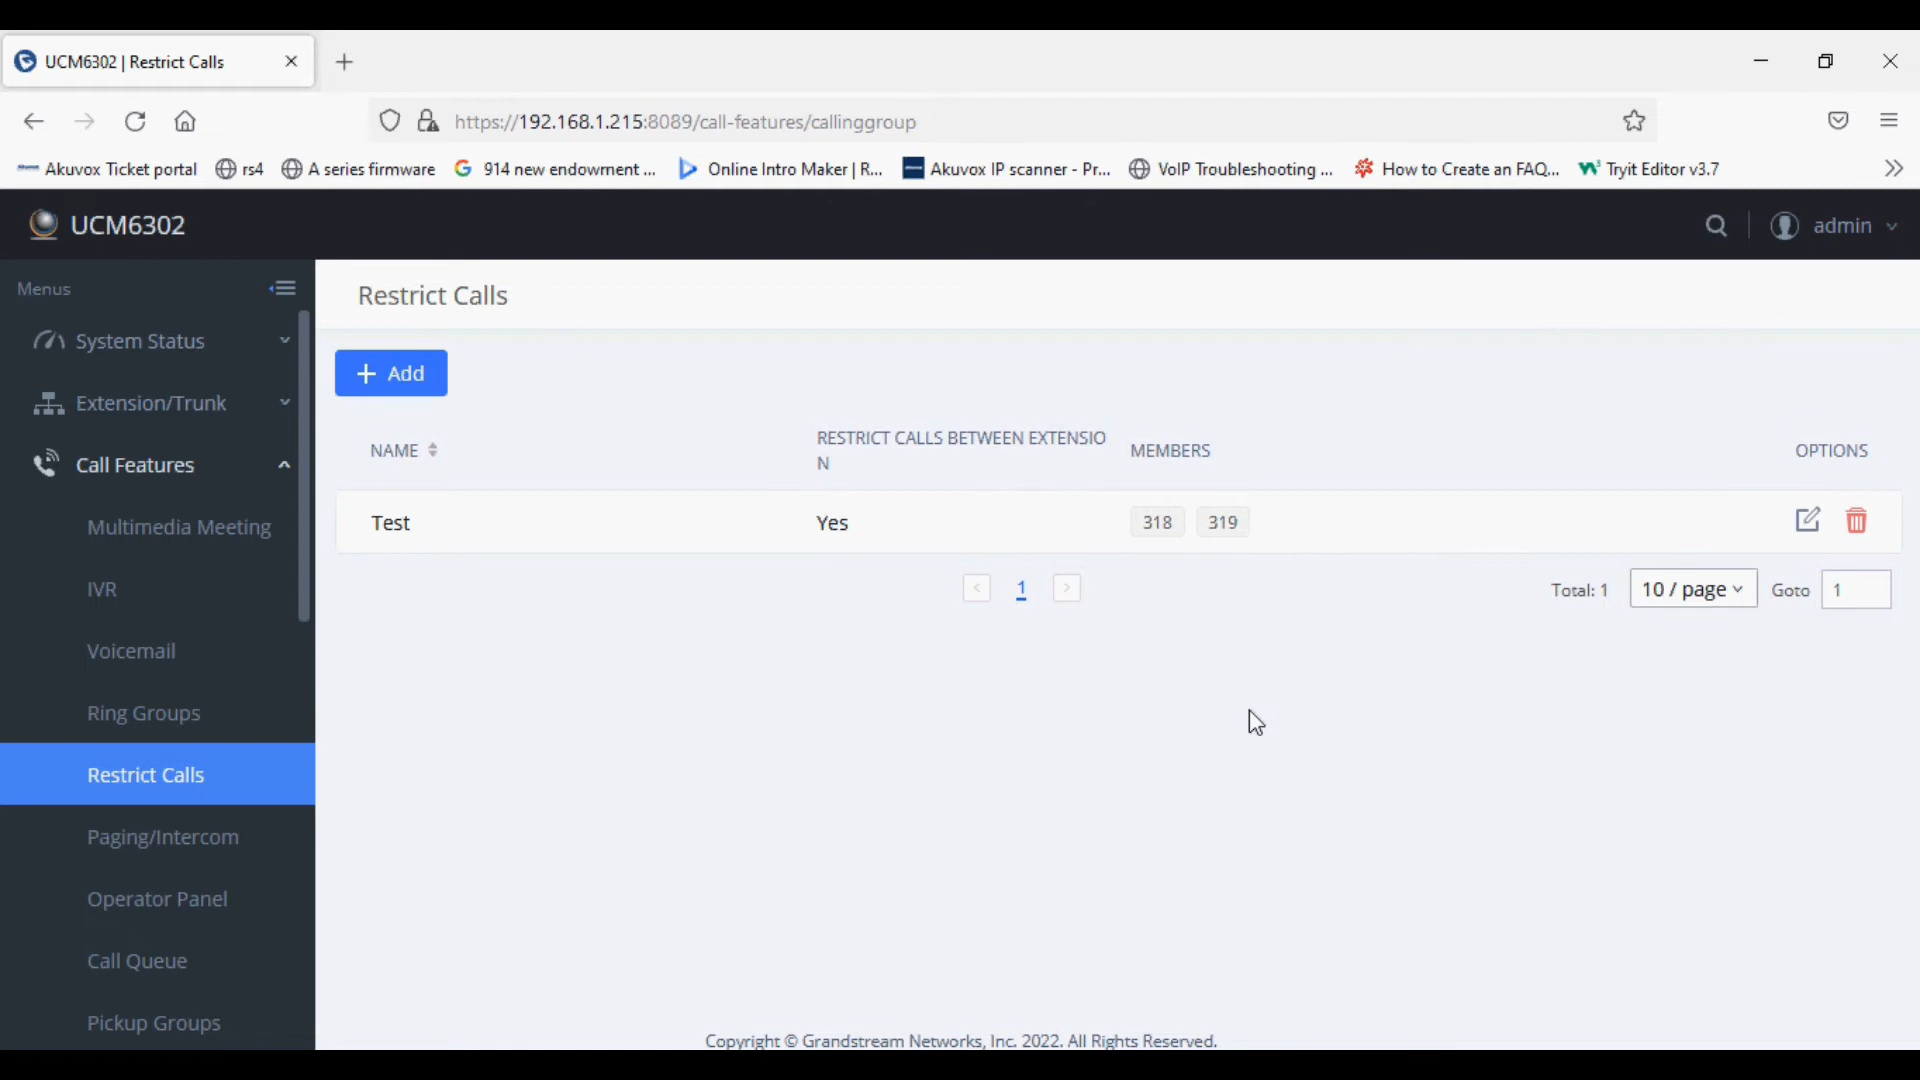 UCM6302 | Restrict Calls
https://192.168.1.215:8089/call-features/callinggroup
Akuvox Ticket portal
rs4
A series firmware
914 new endowment ...
Online Intro Maker | R...
Akuvox IP scanner - Pr...
VoIP Troubleshooting ...
How to Create an FAQ...
Tryit Editor v3.7
UCM6302
admin
Menus
System Status
Extension/Trunk
Call Features
Multimedia Meeting
IVR
Voicemail
Ring Groups
Restrict Calls
Paging/Intercom
Operator Panel
Call Queue
Pickup Groups
Restrict Calls
+ Add
NAME
RESTRICT CALLS BETWEEN EXTENSIO
N
MEMBERS
OPTIONS
Test
Yes
318
319
< 1 >
Total: 1
10 / page
Goto
1
Copyright © Grandstream Networks, Inc. 2022. All Rights Reserved.